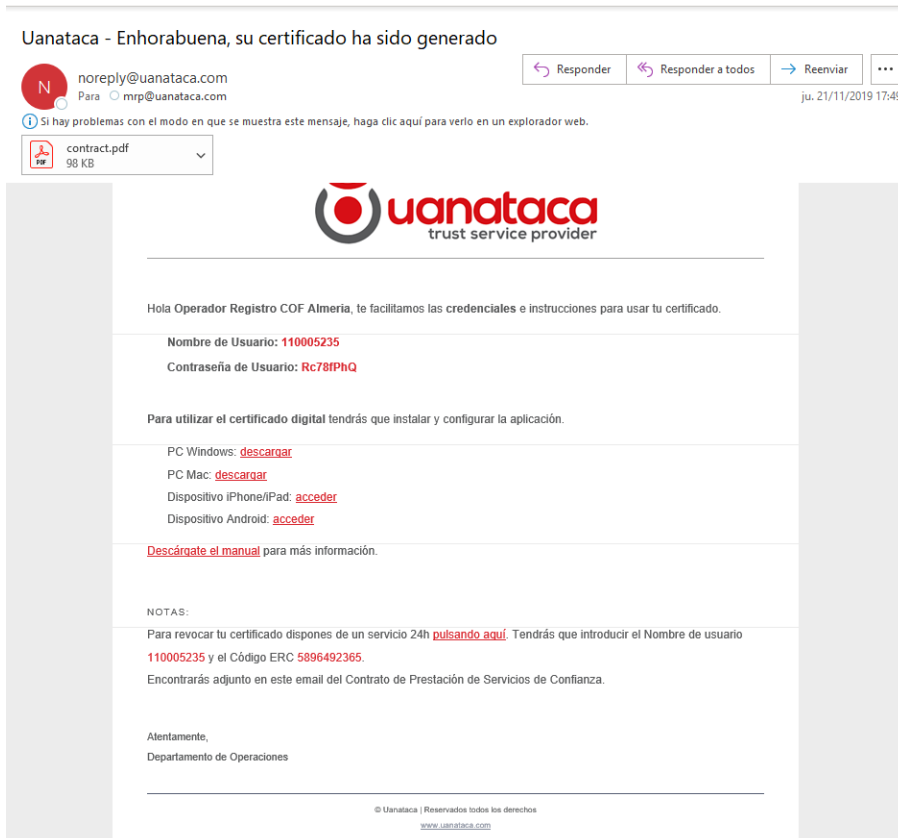 Uanataca - Enhorabuena, su certificado ha sido generado
N
noreply@uanataca.com
Para mrp@uanataca.com
Responder
Responder a todos
Reenviar
ju. 21/11/2019 17:49
Si hay problemas con el modo en que se muestra este mensaje, haga clic aquí para verlo en un explorador web.
PDF
contract.pdf
98 KB
uanataca
trust service provider
Hola Operador Registro COF Almeria, te facilitamos las credenciales e instrucciones para usar tu certificado.
Nombre de Usuario: 110005235
Contraseña de Usuario: Rc78fPhQ
Para utilizar el certificado digital tendrás que instalar y configurar la aplicación.
PC Windows: descargar
PC Mac: descargar
Dispositivo iPhone/iPad: acceder
Dispositivo Android: acceder
Descárgate el manual para más información.
NOTAS:
Para revocar tu certificado dispones de un servicio 24h pulsando aquí. Tendrás que introducir el Nombre de usuario
110005235 y el Código ERC 5896492365.
Encontrarás adjunto en este email del Contrato de Prestación de Servicios de Confianza.
Atentamente,
Departamento de Operaciones
© Uanataca | Reservados todos los derechos
www.uanataca.com